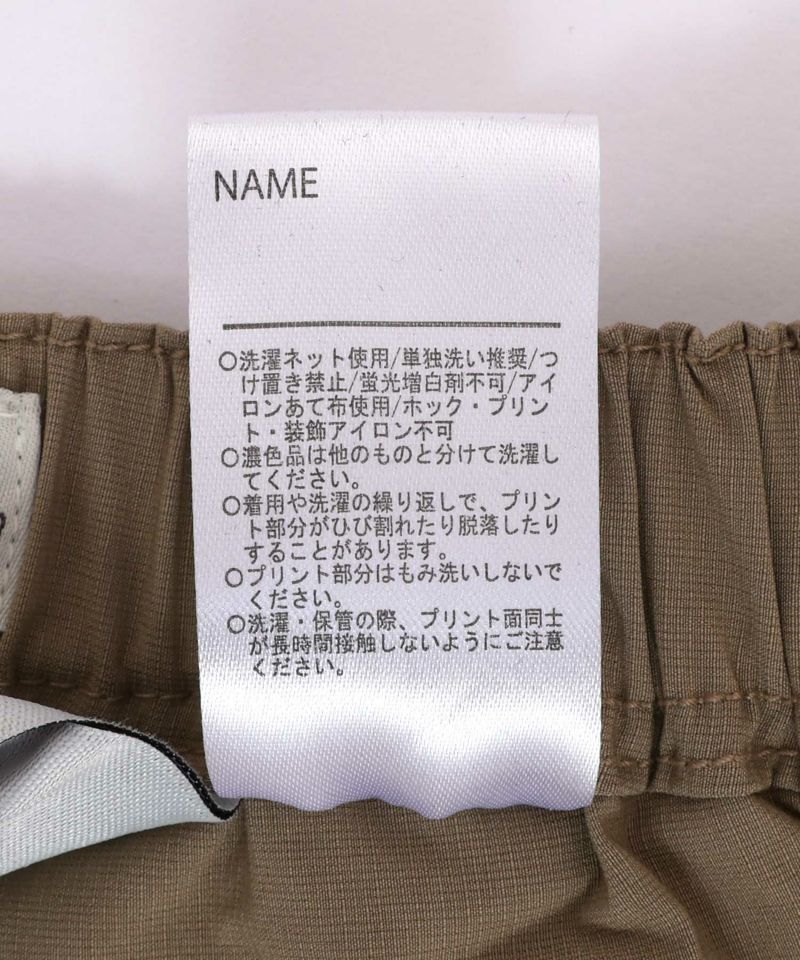 NAME
○洗濯ネット使用/単独洗い推奨/つ
け置き禁止/蛍光増白剤不可/アイ
ロンあて布使用/ホック・プリン
ト・装飾アイロン不可
○濃色品は他のものと分けて洗濯し
てください。
○着用や洗濯の繰り返しで、プリン
ト部分がひび割れたり脱落したり
することがあります。
○プリント部分はもみ洗いしないで
ください。
○洗濯・保管の際、プリント面同士
が長時間接触しないようにご注意
ください。